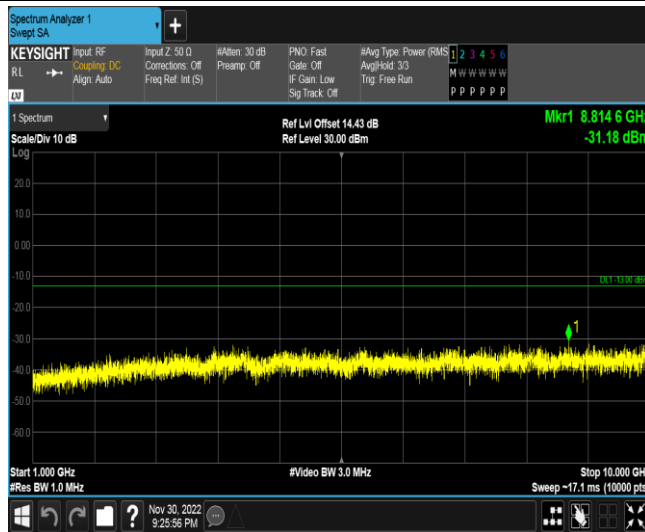 Spectrum Analyzer 1
Swept SA
+
KEYSIGHT
RL
LXI
Input: RF
Coupling: DC
Align: Auto
Input Z: 50 Ω
Corrections: Off
Freq Ref: Int (S)
#Atten: 30 dB
Preamp: Off
PNO: Fast
Gate: Off
IF Gain: Low
Sig Track: Off
#Avg Type: Power (RMS
Avg|Hold: 3/3
Trig: Free Run
1 2 3 4 5 6
M W W W W W
P P P P P P
1 Spectrum
Scale/Div 10 dB
Ref Lvl Offset 14.43 dB
Ref Level 30.00 dBm
Mkr1 8.814 6 GHz
-31.18 dBm
Log
20.0
10.0
0.00
-10.0
DL1 -13.00 dB
-20.0
-30.0
1
-40.0
-50.0
-60.0
Start 1.000 GHz
#Res BW 1.0 MHz
#Video BW 3.0 MHz
Stop 10.000 GH
Sweep ~17.1 ms (10000 pts
?
Nov 30, 2022
9:25:56 PM